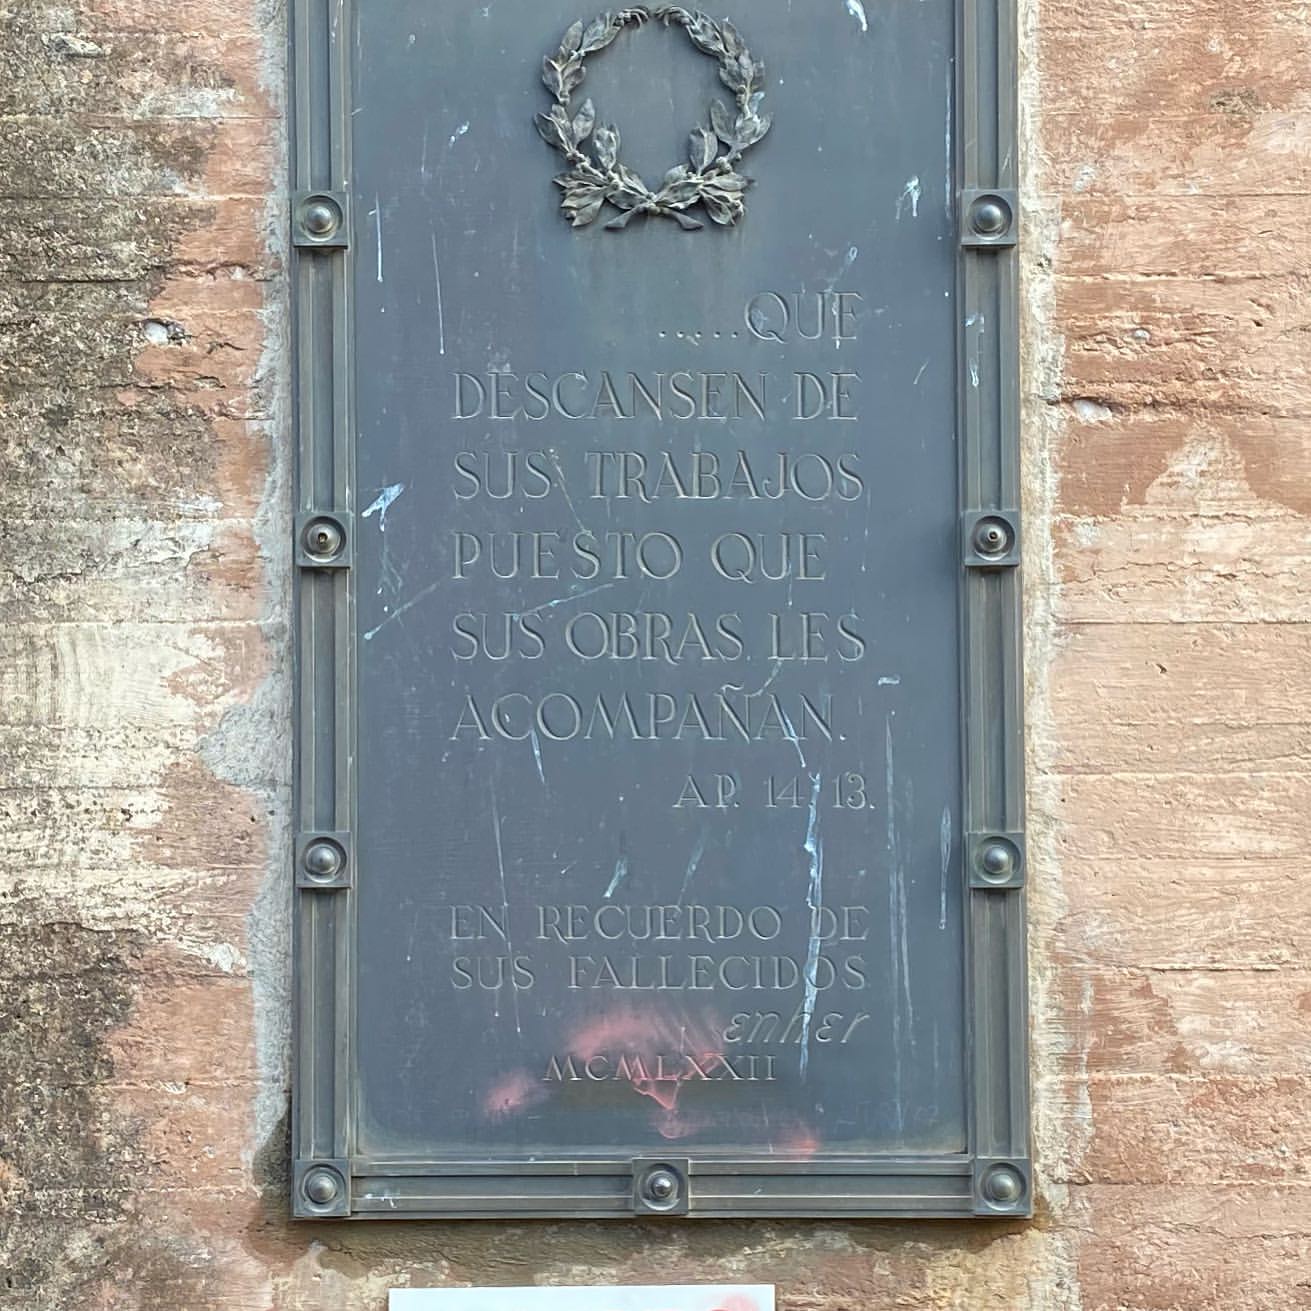 .....QUE
DESCANSEN DE
SUS TRABAJOS
PUESTO QUE
SUS OBRAS LES
ACOMPAÑAN.
AP. 14 13.
EN RECUERDO DE
SUS FALLECIDOS
enher
MCMLXXII